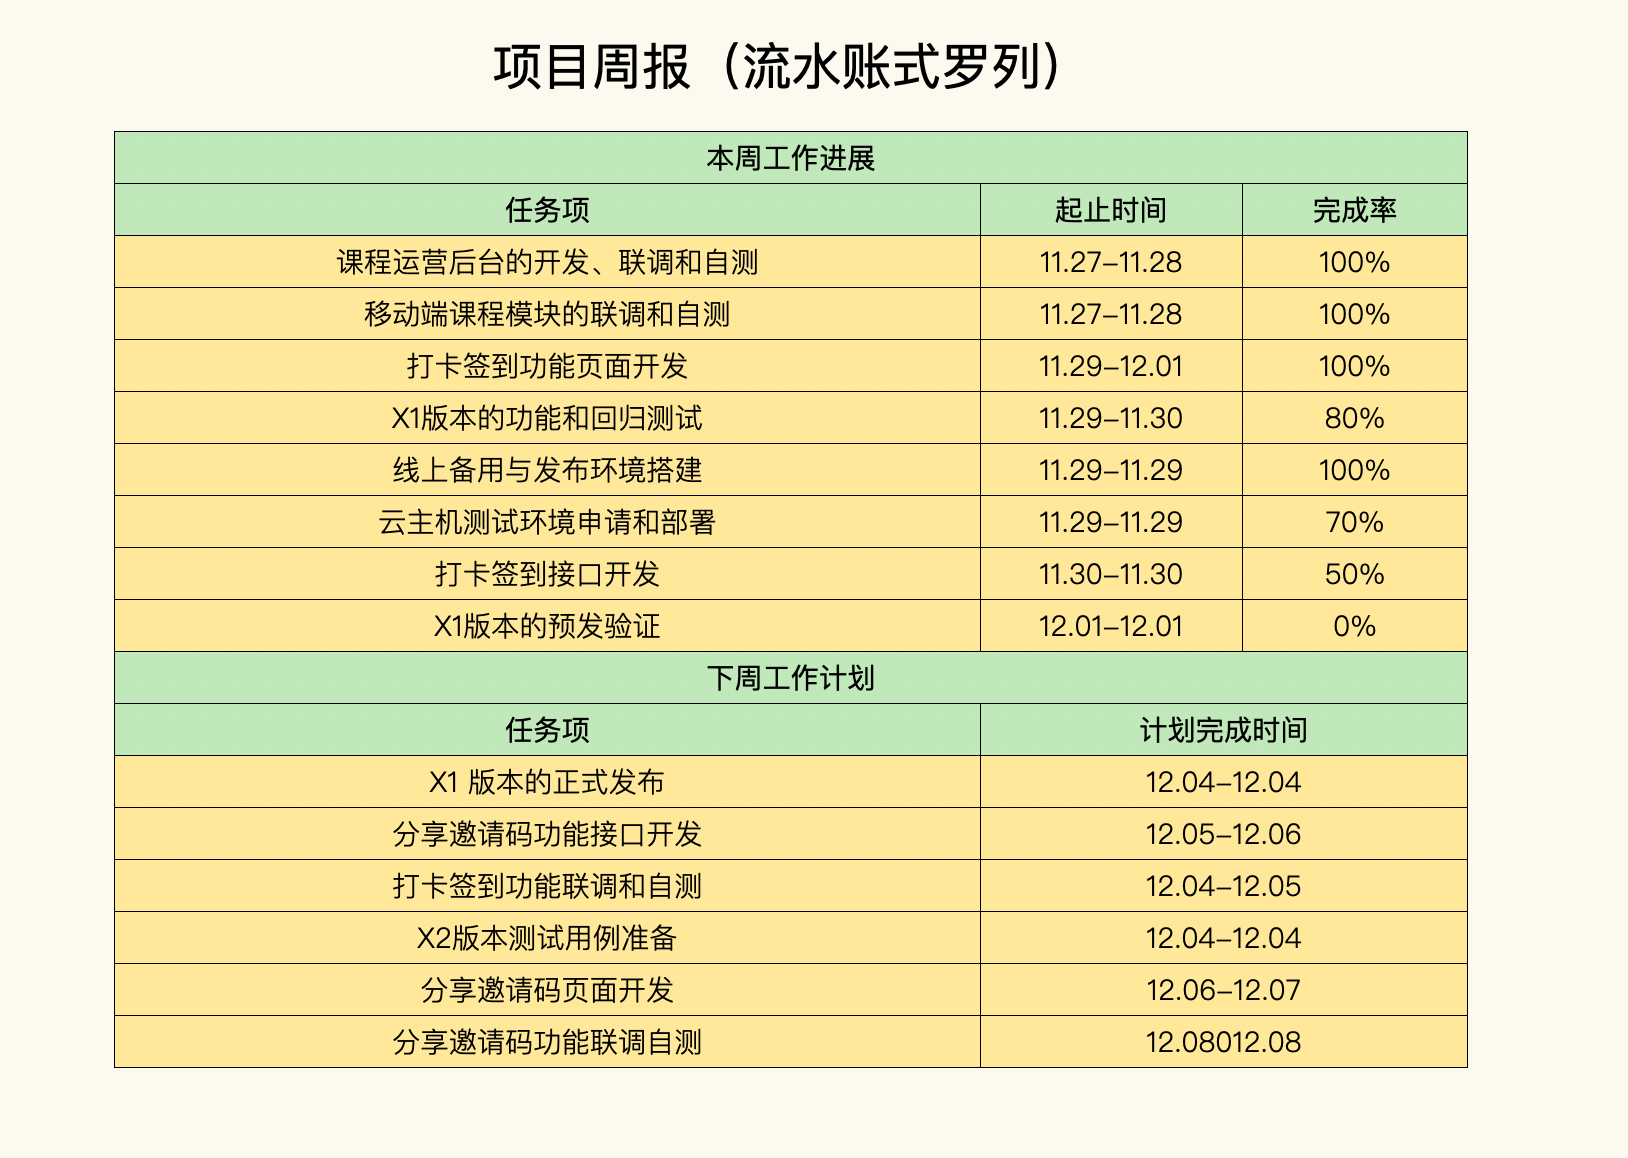 项目周报（流水账式罗列）
本周工作进展
任务项 起止时间 完成率
课程运营后台的开发、联调和自测 11.27–11.28 100%
移动端课程模块的联调和自测 11.27–11.28 100%
打卡签到功能页面开发 11.29–12.01 100%
X1版本的功能和回归测试 11.29–11.30 80%
线上备用与发布环境搭建 11.29–11.29 100%
云主机测试环境申请和部署 11.29–11.29 70%
打卡签到接口开发 11.30–11.30 50%
X1版本的预发验证 12.01–12.01 0%
下周工作计划
任务项 计划完成时间
X1 版本的正式发布 12.04–12.04
分享邀请码功能接口开发 12.05–12.06
打卡签到功能联调和自测 12.04–12.05
X2版本测试用例准备 12.04–12.04
分享邀请码页面开发 12.06–12.07
分享邀请码功能联调自测 12.08012.08